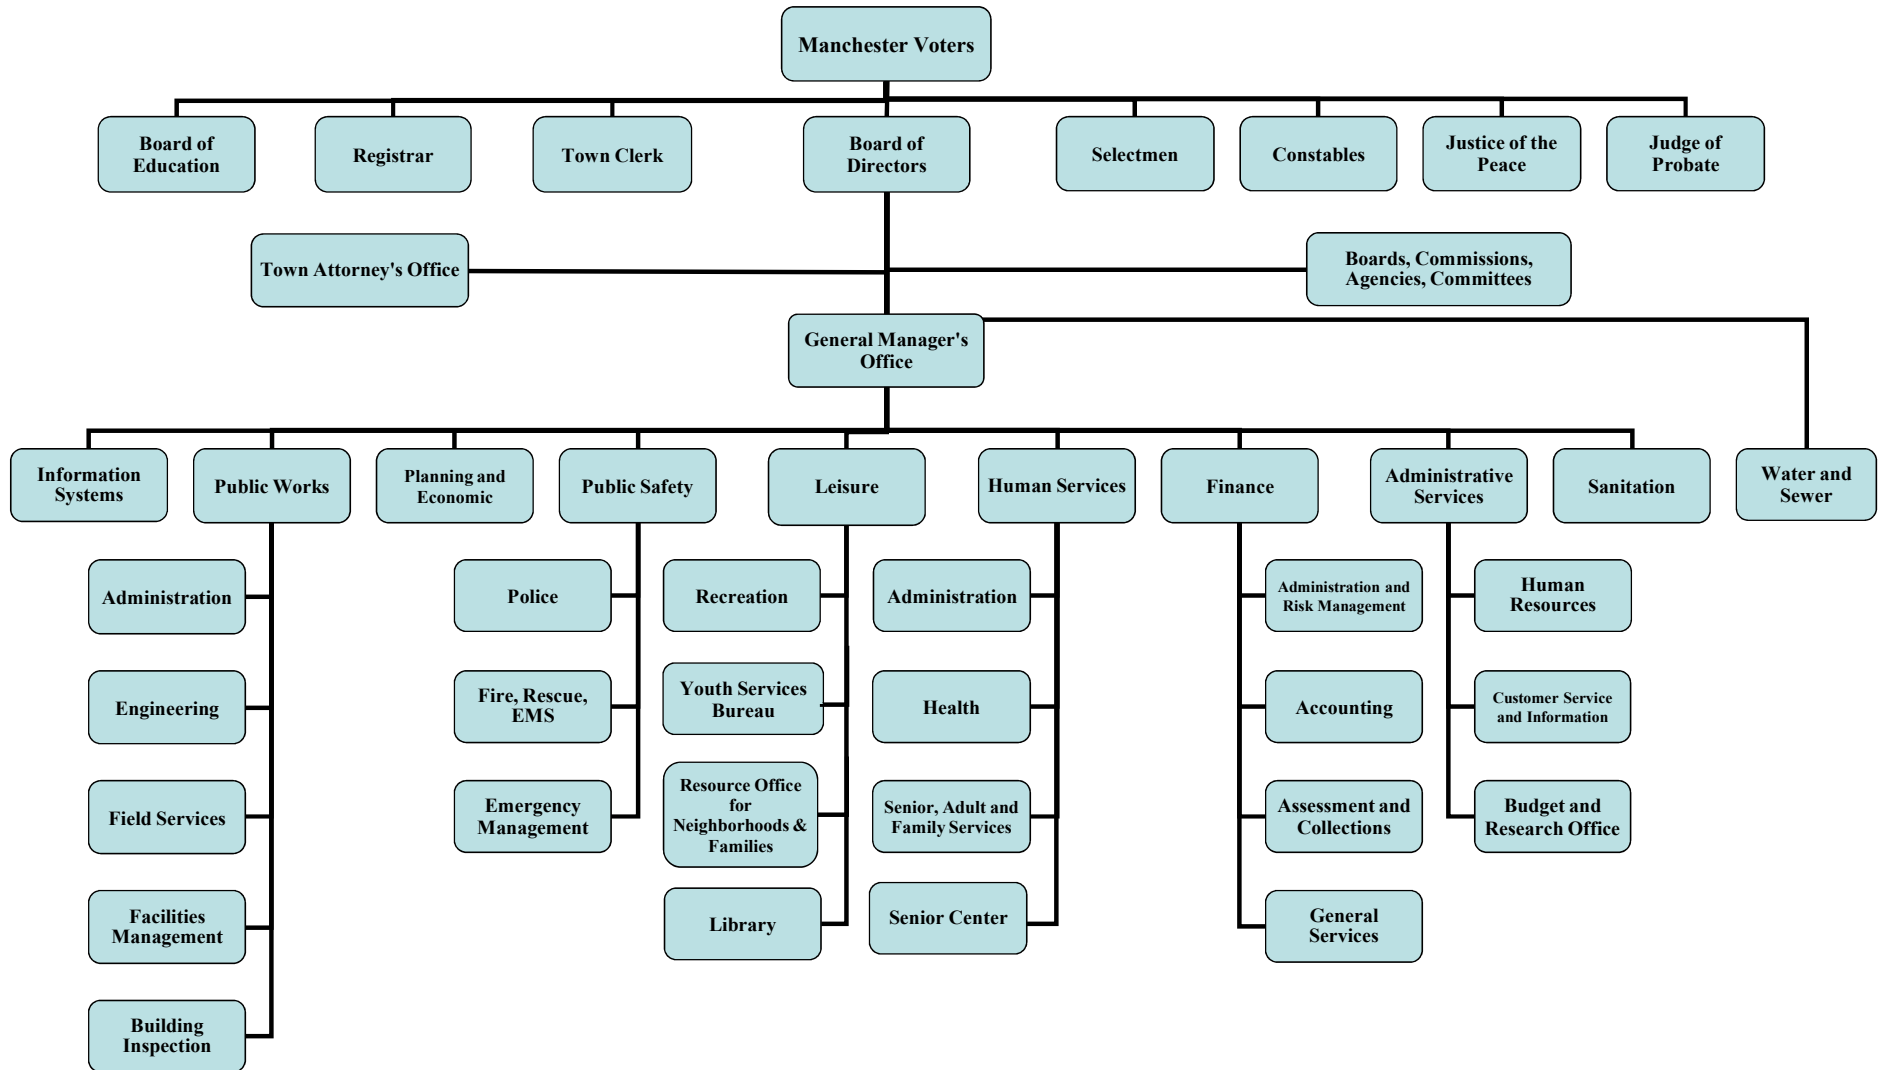 Manchester Voters
Board of
Education
Registrar
Town Clerk
Board of
Directors
Selectmen
Constables
Justice of the
Peace
Judge of
Probate
Town Attorney's Office
Boards, Commissions,
Agencies, Committees
General Manager's
Office
Information
Systems
Public Works
Planning and
Economic
Public Safety
Leisure
Human Services
Finance
Administrative
Services
Sanitation
Water and
Sewer
Administration
Engineering
Field Services
Facilities
Management
Building
Inspection
Police
Fire, Rescue,
EMS
Emergency
Management
Recreation
Youth Services
Bureau
Resource Office
for
Neighborhoods &
Families
Library
Administration
Health
Senior, Adult and
Family Services
Senior Center
Administration and
Risk Management
Accounting
Assessment and
Collections
General
Services
Human
Resources
Customer Service
and Information
Budget and
Research Office